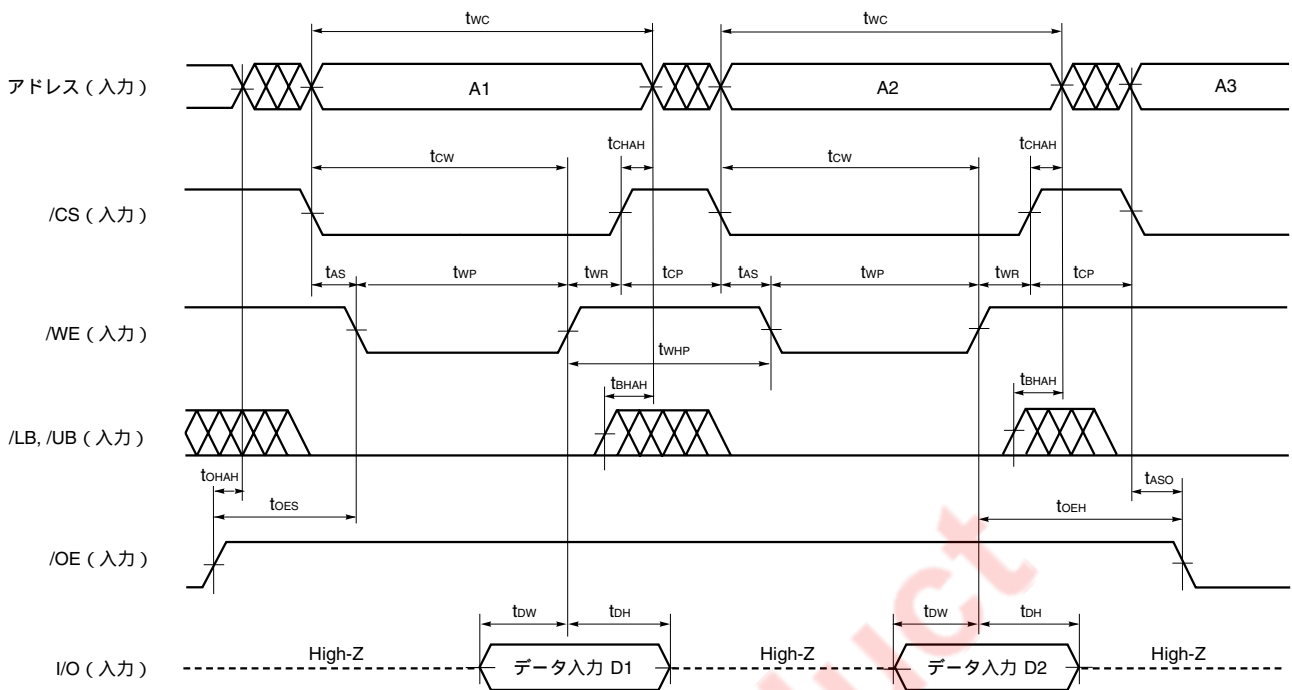 tWC tWC
アドレス（入力） A1 A2 A3
tCHAH tCHAH
tCW tCW
/CS（入力）
tAS tWP tWR tCP tAS tWP tWR tCP
/WE（入力）
tWHP
tBHAH tBHAH
/LB, /UB（入力）
tOHAH tASO
tOES tOEH
/OE（入力）
tDW tDH tDW tDH
High-Z High-Z High-Z
I/O（入力） データ入力 D1 データ入力 D2